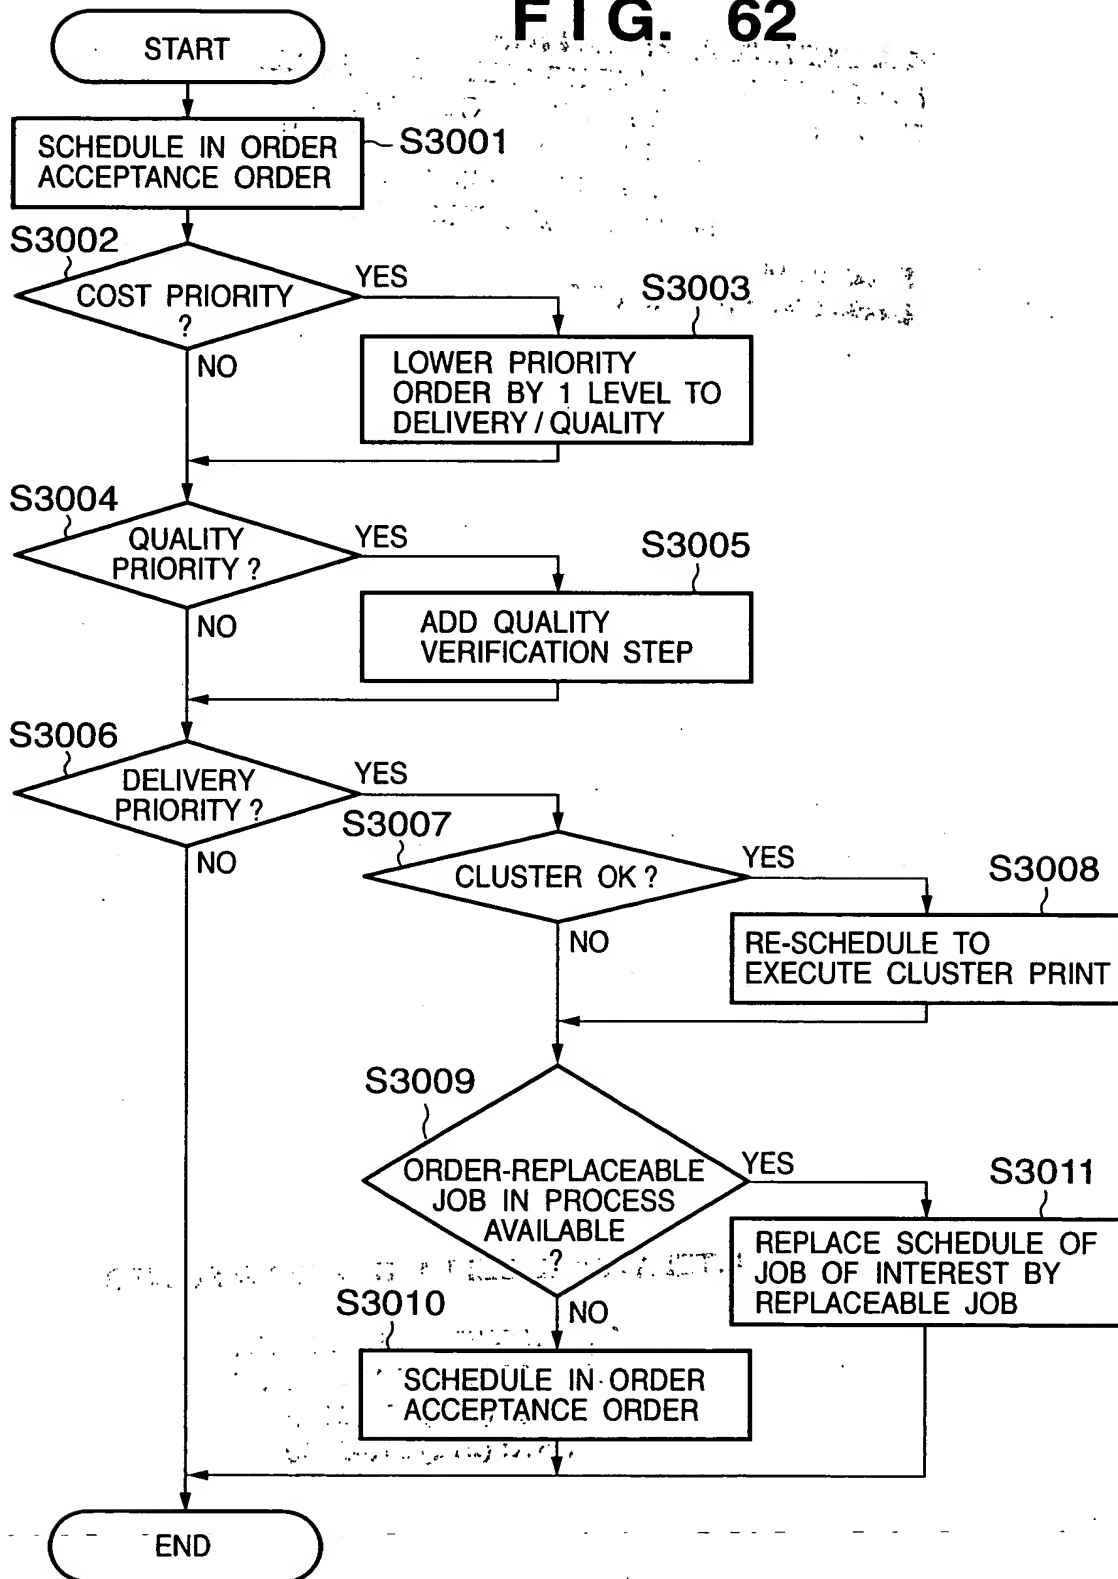 FIG. 62
START
SCHEDULE IN ORDER
ACCEPTANCE ORDER
S3001
S3002
COST PRIORITY
?
YES
NO
S3003
LOWER PRIORITY
ORDER BY 1 LEVEL TO
DELIVERY / QUALITY
S3004
QUALITY
PRIORITY ?
YES
NO
S3005
ADD QUALITY
VERIFICATION STEP
S3006
DELIVERY
PRIORITY ?
YES
NO
S3007
CLUSTER OK ?
YES
NO
S3008
RE-SCHEDULE TO
EXECUTE CLUSTER PRINT
S3009
ORDER-REPLACEABLE
JOB IN PROCESS
AVAILABLE
?
YES
NO
S3011
REPLACE SCHEDULE OF
JOB OF INTEREST BY
REPLACEABLE JOB
S3010
SCHEDULE IN ORDER
ACCEPTANCE ORDER
END